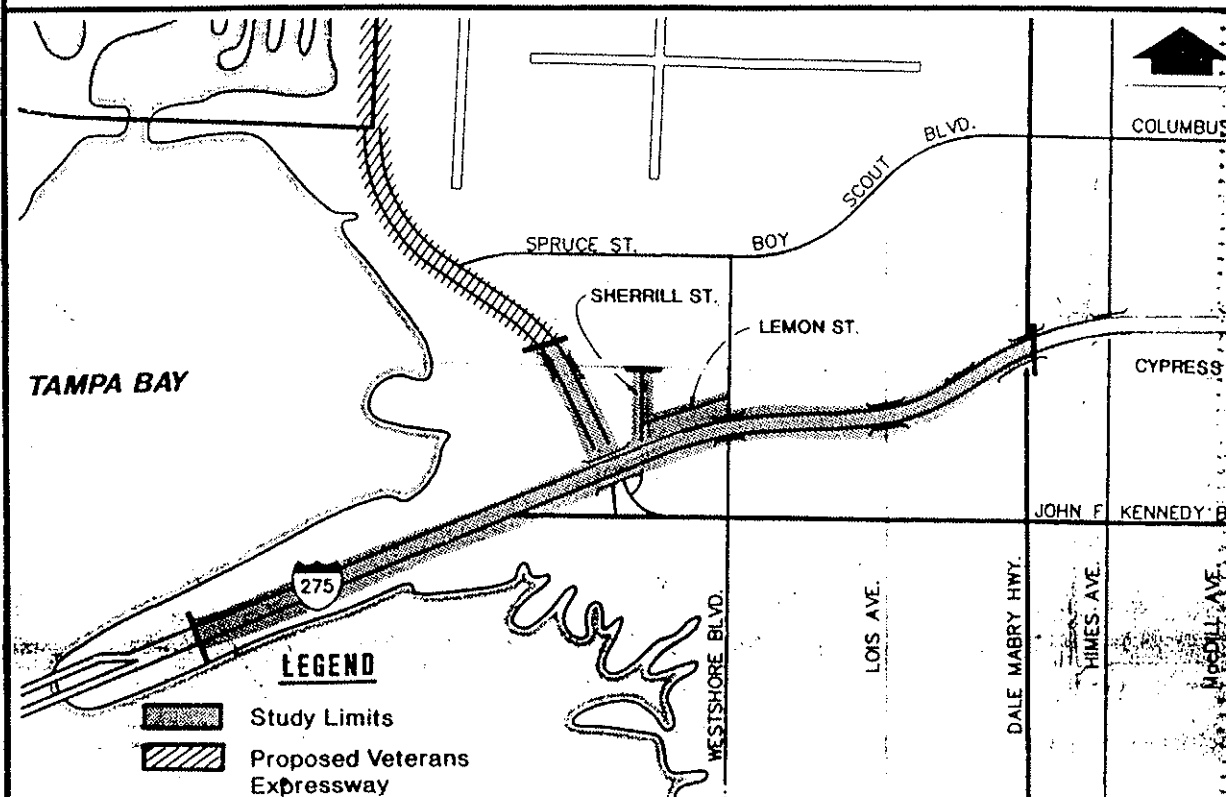 COLUMBUS
BOY SCOUT BLVD.
SPRUCE ST.
SHERRILL ST.
LEMON ST.
TAMPA BAY
CYPRESS
JOHN F. KENNEDY B
275
WESTSHORE BLVD.
LOIS AVE.
DALE MABRY HWY.
HIMES AVE.
MacDILL AVE.
LEGEND
Study Limits
Proposed Veterans
Expressway